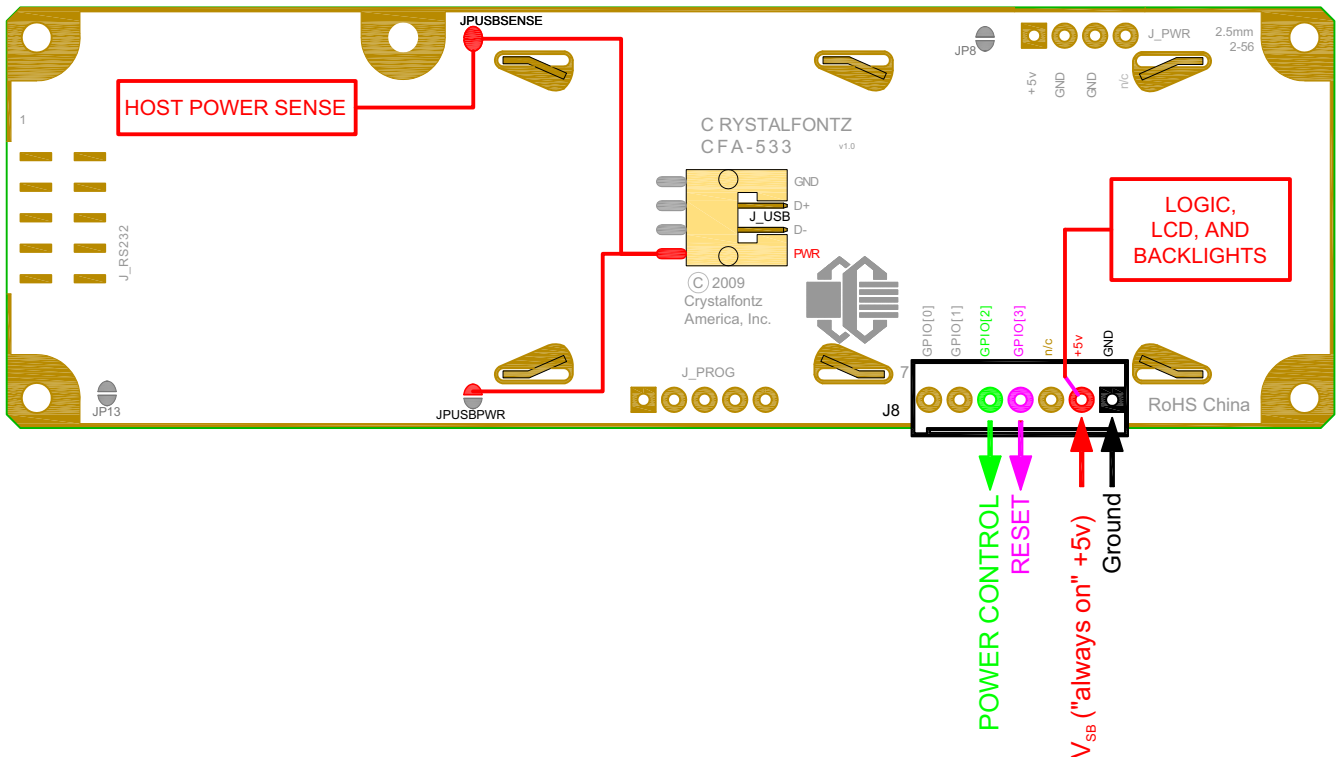 JPUSBSENSE
HOST POWER SENSE
1
J_RS232
JP13
JPUSBPWR
C RYSTALFONTZ
CFA-533
v1.0
GND
D+
J_USB
D-
PWR
© 2009
Crystalfontz
America, Inc.
J_PROG
JP8
J_PWR
2.5mm
2-56
+5v
GND
GND
n/c
LOGIC,
LCD, AND
BACKLIGHTS
GPIO[0]
GPIO[1]
GPIO[2]
GPIO[3]
n/c
+5v
GND
7
J8
RoHS China
POWER CONTROL
RESET
VSB ("always on" +5v)
Ground